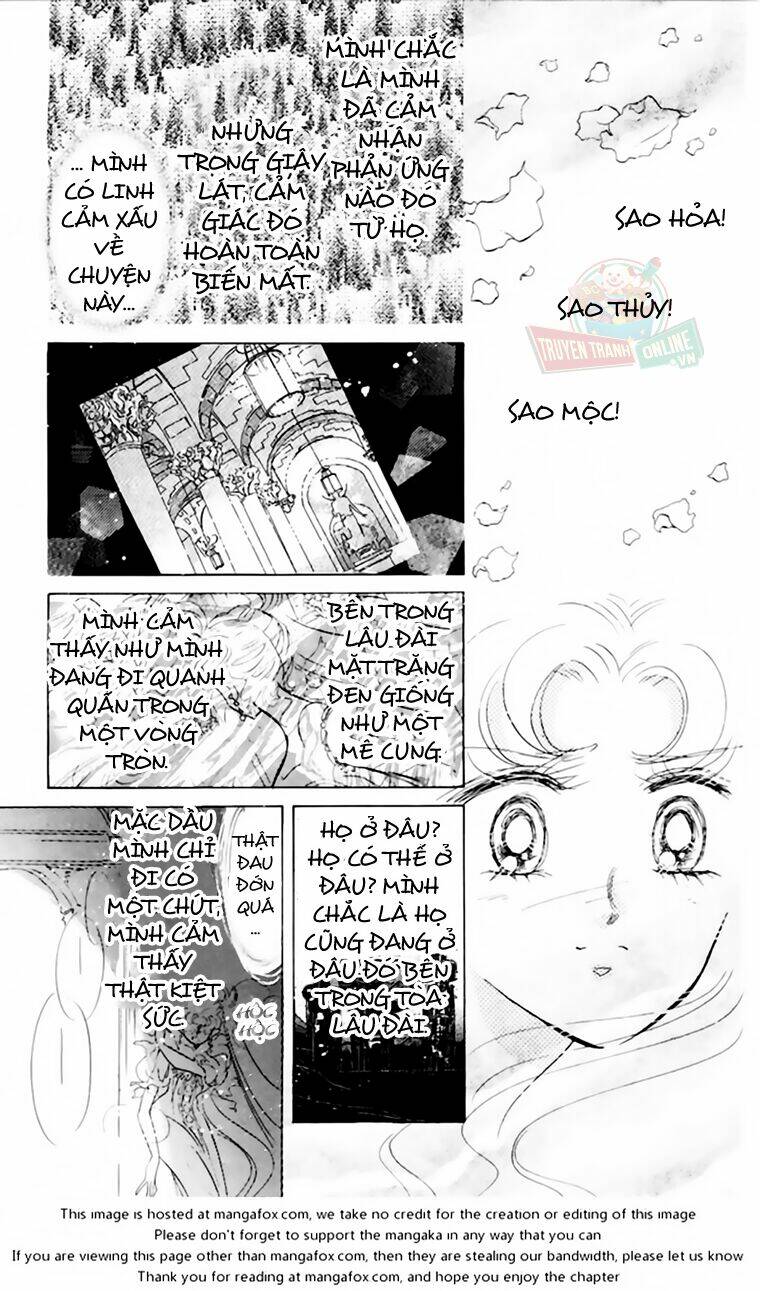 SAO HỎA!
SAO THỦY!
SAO MỘC!
MÌNH CHẮC
LÀ MÌNH
ĐÃ CẢM
NHẬN
PHẢN ỨNG
NÀO ĐÓ
TỪ HỌ.
NHƯNG
TRONG GIÂY
LÁT, CẢM
GIÁC ĐÓ
HOÀN TOÀN
BIẾN MẤT.
... MÌNH
CÓ LINH
CẢM XẤU
VỀ
CHUYỆN
NÀY...
TRUYENTRANH
ONLINE
.VN
BÊN TRONG
LÂU ĐÀI
MẶT TRĂNG
ĐEN GIỐNG
NHƯ MỘT
MÊ CUNG.
MÌNH CẢM
THẤY NHƯ MÌNH
ĐANG ĐI QUANH
QUẨN TRONG
MỘT VÒNG
TRÒN.
HỌ Ở ĐÂU?
HỌ CÓ THỂ Ở
ĐÂU? MÌNH
CHẮC LÀ HỌ
CŨNG ĐANG Ở
ĐÂU ĐÓ BÊN
TRONG TÒA
LÂU ĐÀI.
THẬT
ĐAU
ĐỚN
QUÁ
...
HỘC
HỘC
MẶC DẦU
MÌNH CHỈ
ĐI CÓ
MỘT CHÚT,
MÌNH CẢM
THẤY
THẬT KIỆT
SỨC.
This image is hosted at mangafox.com, we take no credit for the creation or editing of this image
Please don't forget to support the mangaka in any way that you can
If you are viewing this page other than mangafox.com, then they are stealing our bandwidth, please let us know
Thank you for reading at mangafox.com, and hope you enjoy the chapter